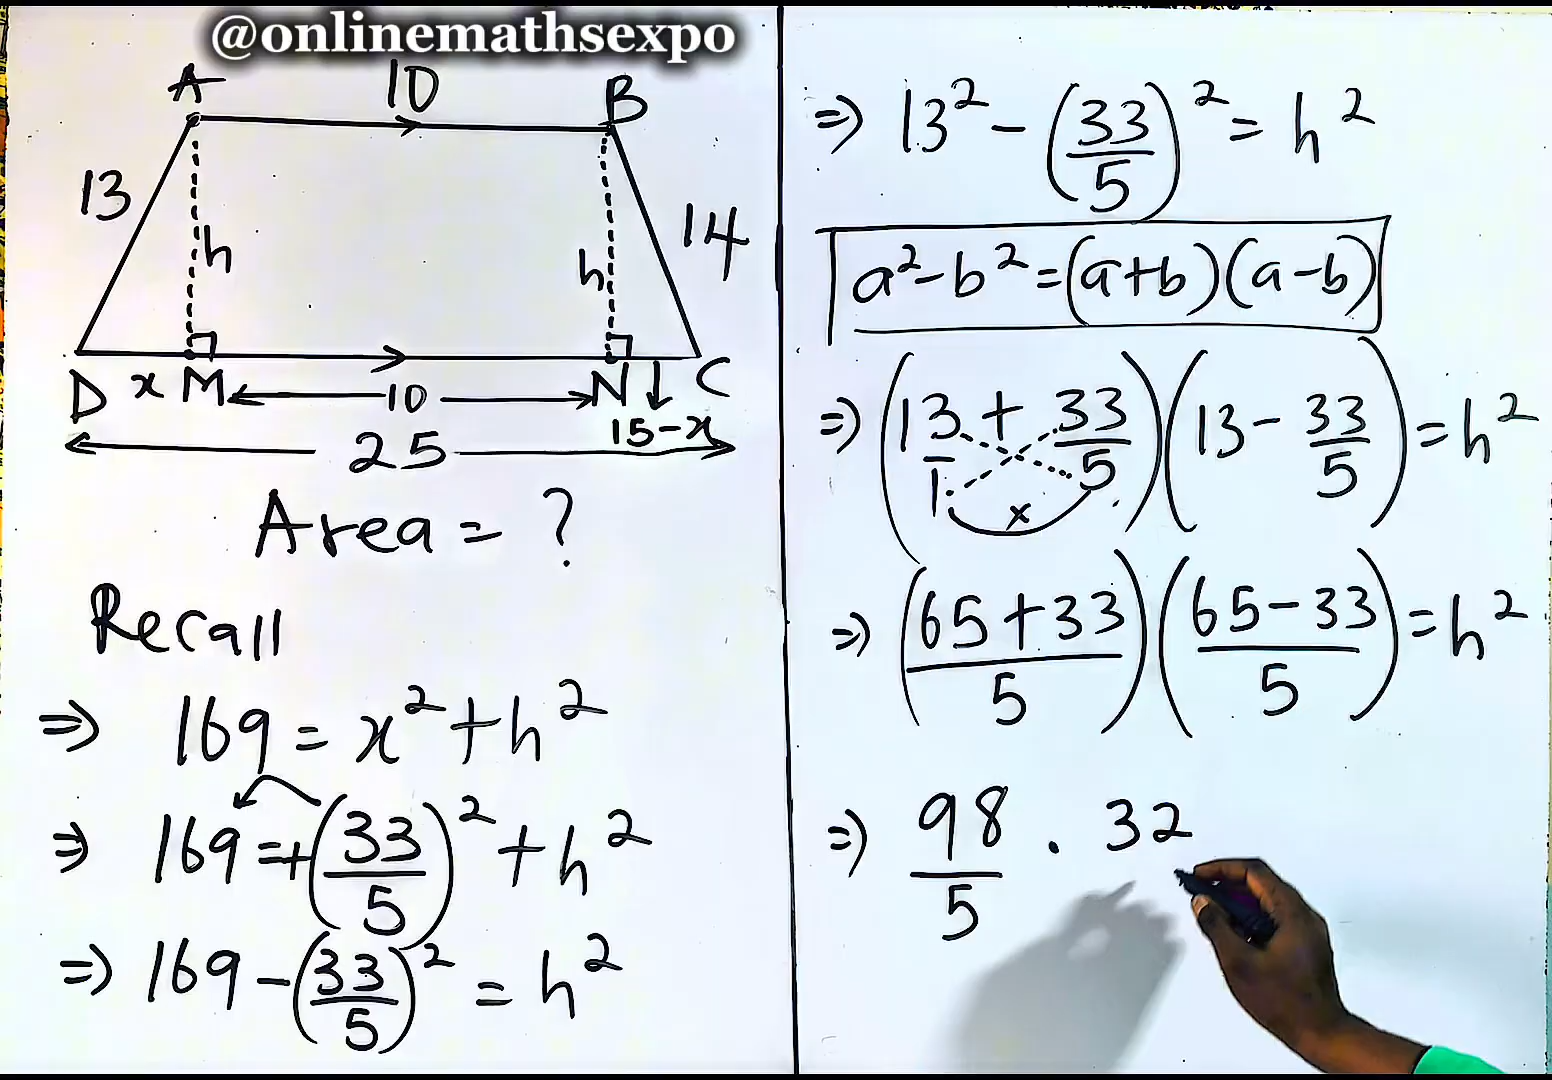 @onlinemathsexpo
A 10 B
13 h h 14
D x M 10 N C
15-x
25
Area = ?
Recall
⇒ 169 = x² + h²
⇒ 169 = +(33/5)² + h²
⇒ 169 - (33/5)² = h²
⇒ 13² - (33/5)² = h²
a² - b² = (a+b)(a-b)
⇒ (13/1 + 33/5)(13 - 33/5) = h²
x
⇒ (65+33/5)(65-33/5) = h²
⇒ 98/5 . 32